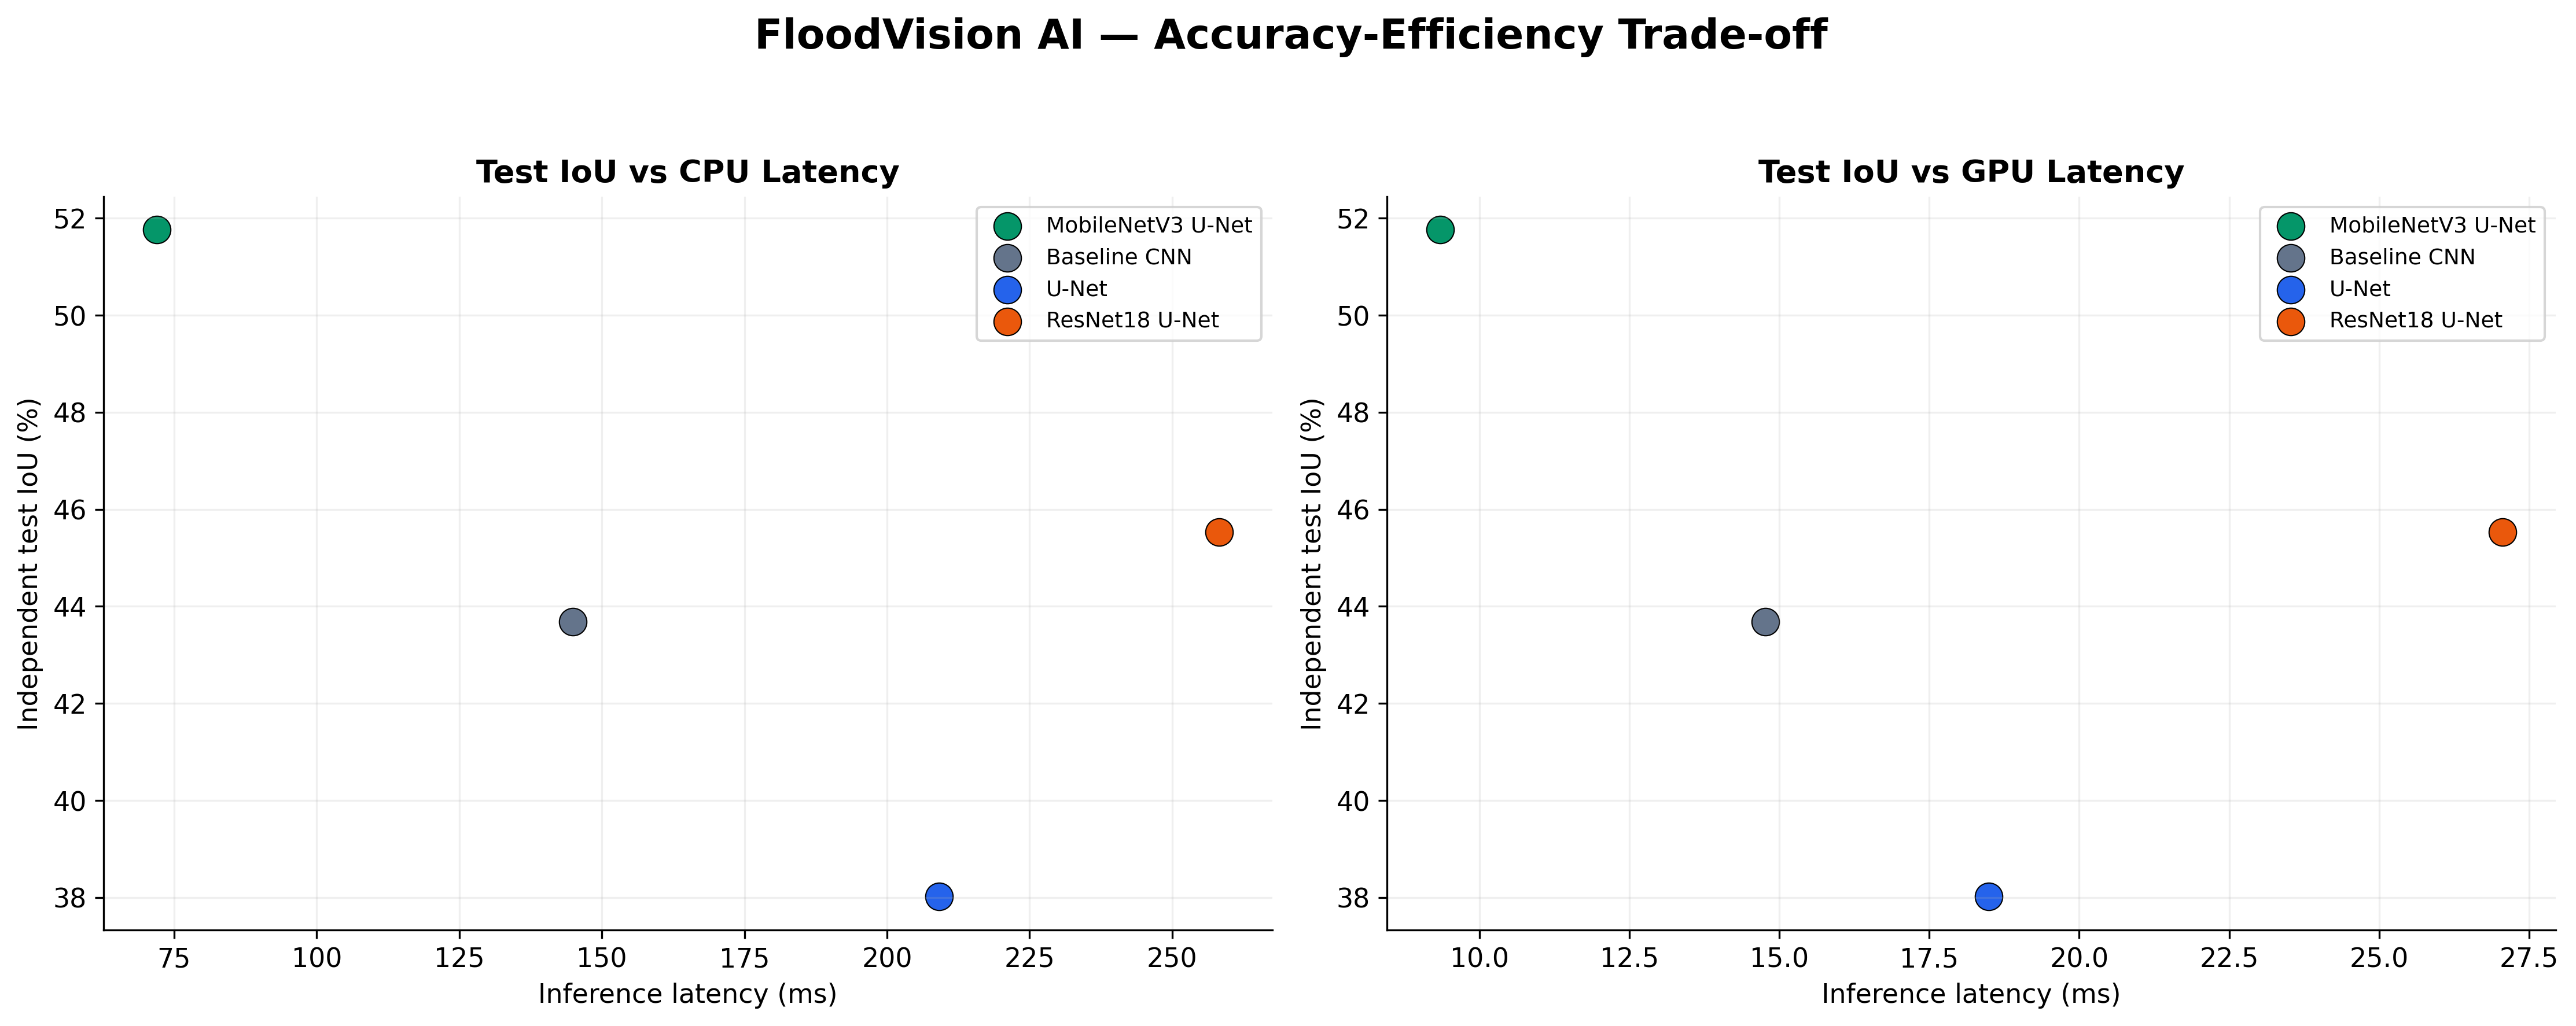 FloodVision AI — Accuracy-Efficiency Trade-off
Test IoU vs CPU Latency
52
50
48
46
44
42
40
38
Independent test IoU (%)
MobileNetV3 U-Net
Baseline CNN
U-Net
ResNet18 U-Net
75 100 125 150 175 200 225 250
Inference latency (ms)
Test IoU vs GPU Latency
52
50
48
46
44
42
40
38
Independent test IoU (%)
MobileNetV3 U-Net
Baseline CNN
U-Net
ResNet18 U-Net
10.0 12.5 15.0 17.5 20.0 22.5 25.0 27.5
Inference latency (ms)